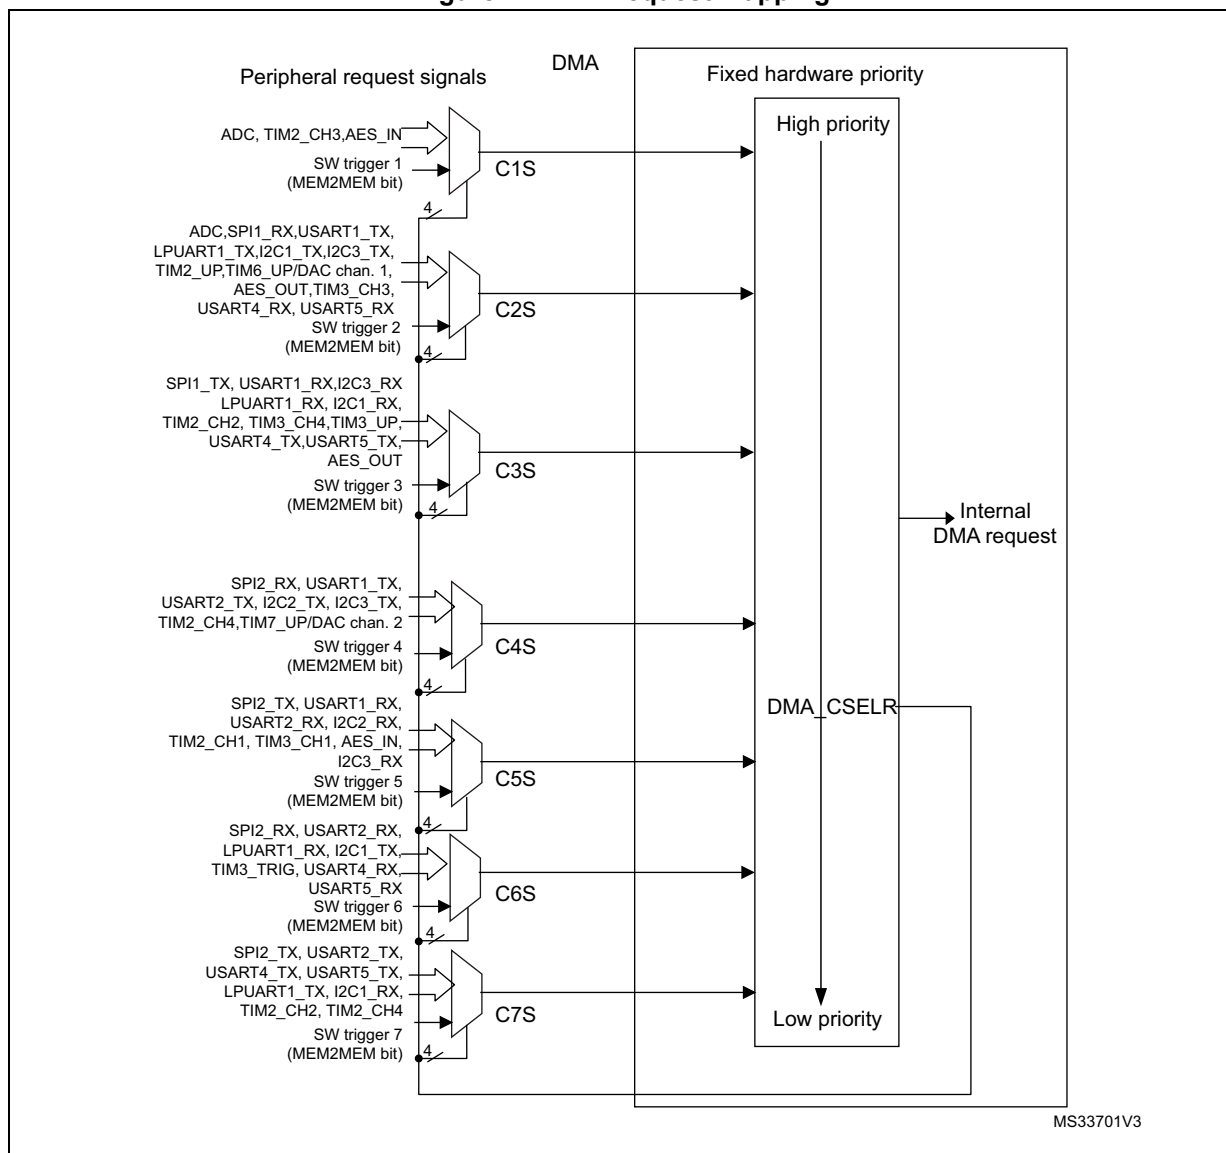 DMA
Peripheral request signals
Fixed hardware priority
High priority
ADC, TIM2_CH3,AES_IN
SW trigger 1
(MEM2MEM bit)
C1S
4
ADC,SPI1_RX,USART1_TX,
LPUART1_TX,I2C1_TX,I2C3_TX,
TIM2_UP,TIM6_UP/DAC chan. 1,
AES_OUT,TIM3_CH3,
USART4_RX, USART5_RX
SW trigger 2
(MEM2MEM bit)
C2S
4
SPI1_TX, USART1_RX,I2C3_RX
LPUART1_RX, I2C1_RX,
TIM2_CH2, TIM3_CH4,TIM3_UP,
USART4_TX,USART5_TX,
AES_OUT
SW trigger 3
(MEM2MEM bit)
C3S
4
Internal
DMA request
SPI2_RX, USART1_TX,
USART2_TX, I2C2_TX, I2C3_TX,
TIM2_CH4,TIM7_UP/DAC chan. 2
SW trigger 4
(MEM2MEM bit)
C4S
4
DMA_CSELR
SPI2_TX, USART1_RX,
USART2_RX, I2C2_RX,
TIM2_CH1, TIM3_CH1, AES_IN,
I2C3_RX
SW trigger 5
(MEM2MEM bit)
C5S
4
SPI2_RX, USART2_RX,
LPUART1_RX, I2C1_TX,
TIM3_TRIG, USART4_RX,
USART5_RX
SW trigger 6
(MEM2MEM bit)
C6S
4
SPI2_TX, USART2_TX,
USART4_TX, USART5_TX,
LPUART1_TX, I2C1_RX,
TIM2_CH2, TIM2_CH4
SW trigger 7
(MEM2MEM bit)
C7S
4
Low priority
MS33701V3